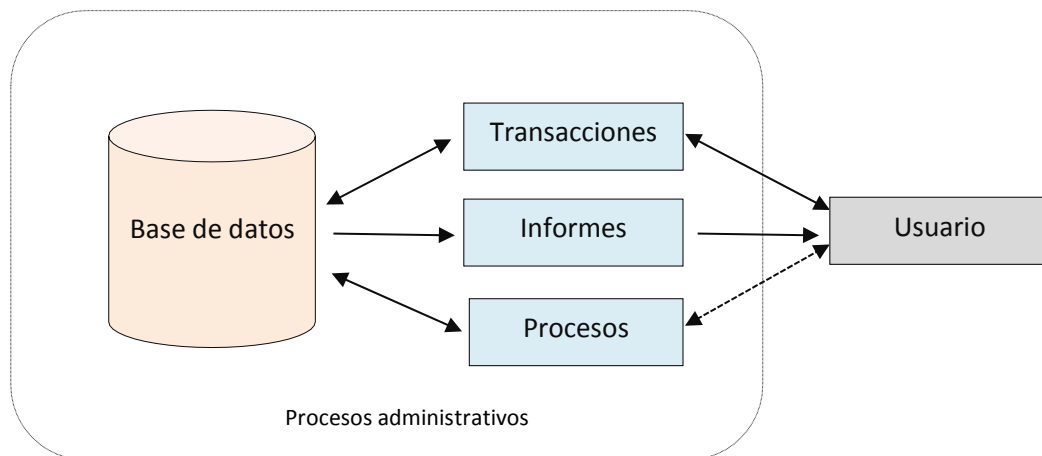 Transacciones
Base de datos
Informes
Usuario
Procesos
Procesos administrativos